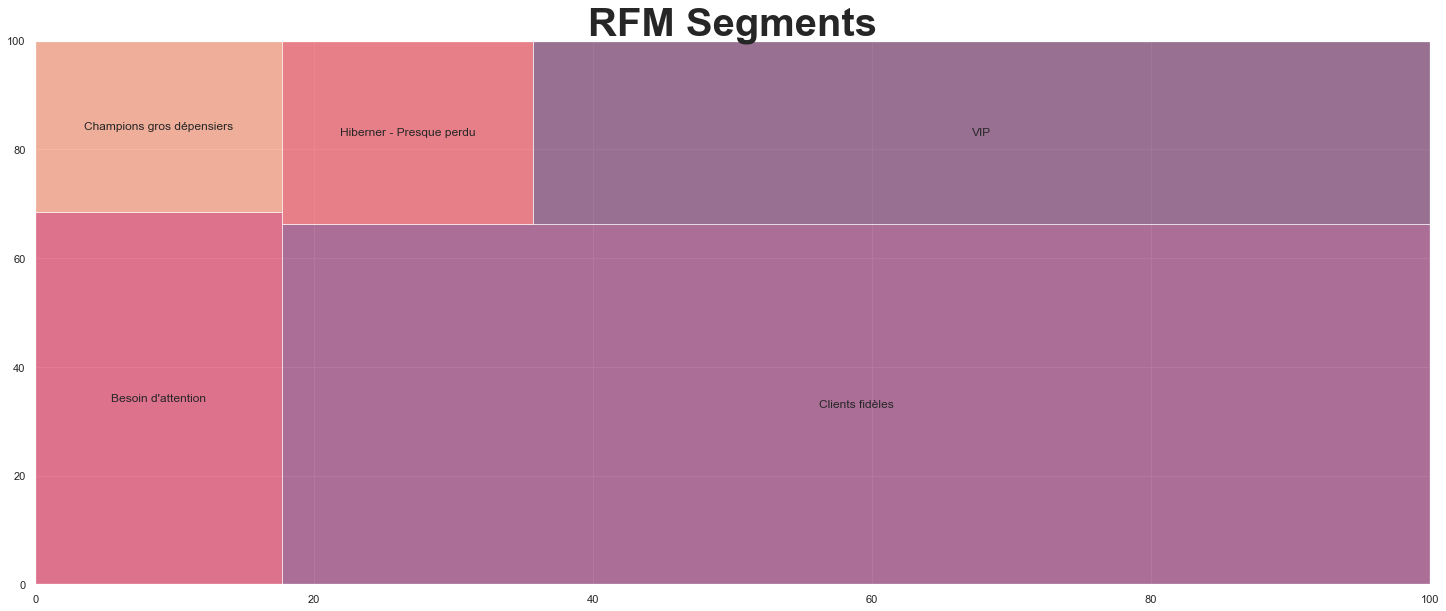 RFM Segments
100
80
60
40
20
0
Champions gros dépensiers
Hiberner - Presque perdu
VIP
Besoin d'attention
Clients fidèles
0 20 40 60 80 100